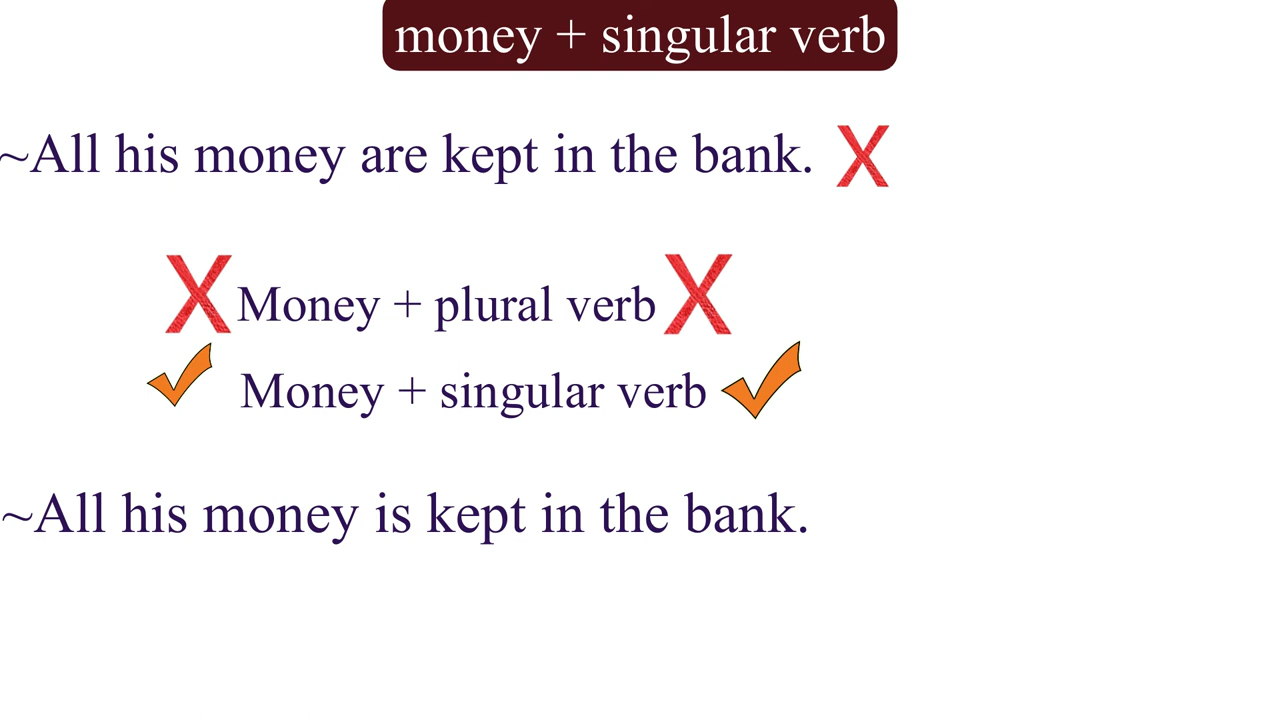 money + singular verb
~All his money are kept in the bank. X
X Money + plural verb X
Money + singular verb
~All his money is kept in the bank.